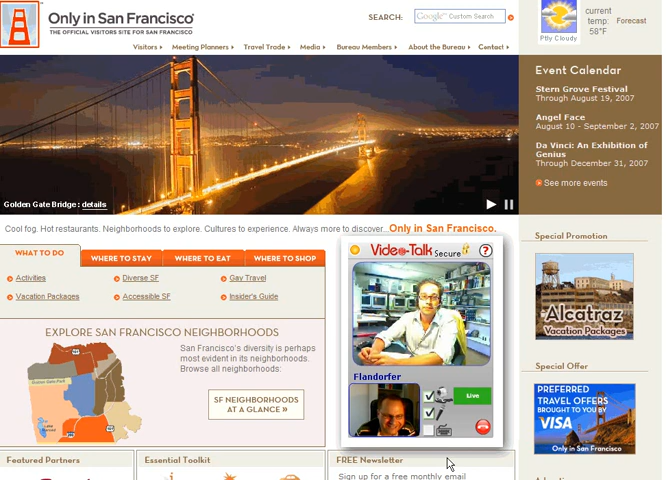 Only in San Francisco
THE OFFICIAL VISITORS SITE FOR SAN FRANCISCO
SEARCH:
Google™ Custom Search
Visitors
Meeting Planners
Travel Trade
Media
Bureau Members
About the Bureau
Contact
Ptly Cloudy
current
temp:
58°F
Forecast
Golden Gate Bridge : details
Event Calendar
Stern Grove Festival
Through August 19, 2007
Angel Face
August 10 - September 2, 2007
Da Vinci: An Exhibition of
Genius
Through December 31, 2007
See more events
Cool fog. Hot restaurants. Neighborhoods to explore. Cultures to experience. Always more to discover. Only in San Francisco.
WHAT TO DO
WHERE TO STAY
WHERE TO EAT
WHERE TO SHOP
Activities
Diverse SF
Gay Travel
Vacation Packages
Accessible SF
Insider's Guide
EXPLORE SAN FRANCISCO NEIGHBORHOODS
San Francisco's diversity is perhaps
most evident in its neighborhoods.
Browse all neighborhoods:
SF NEIGHBORHOODS
AT A GLANCE »
Golden Gate Park
Video-Talk
Secure
?
Flandorfer
Live
Special Promotion
Alcatraz
Vacation Packages
Special Offer
PREFERRED
TRAVEL OFFERS
BROUGHT TO YOU BY
VISA
Only in San Francisco
Featured Partners
Essential Toolkit
FREE Newsletter
Sign up for a free monthly email